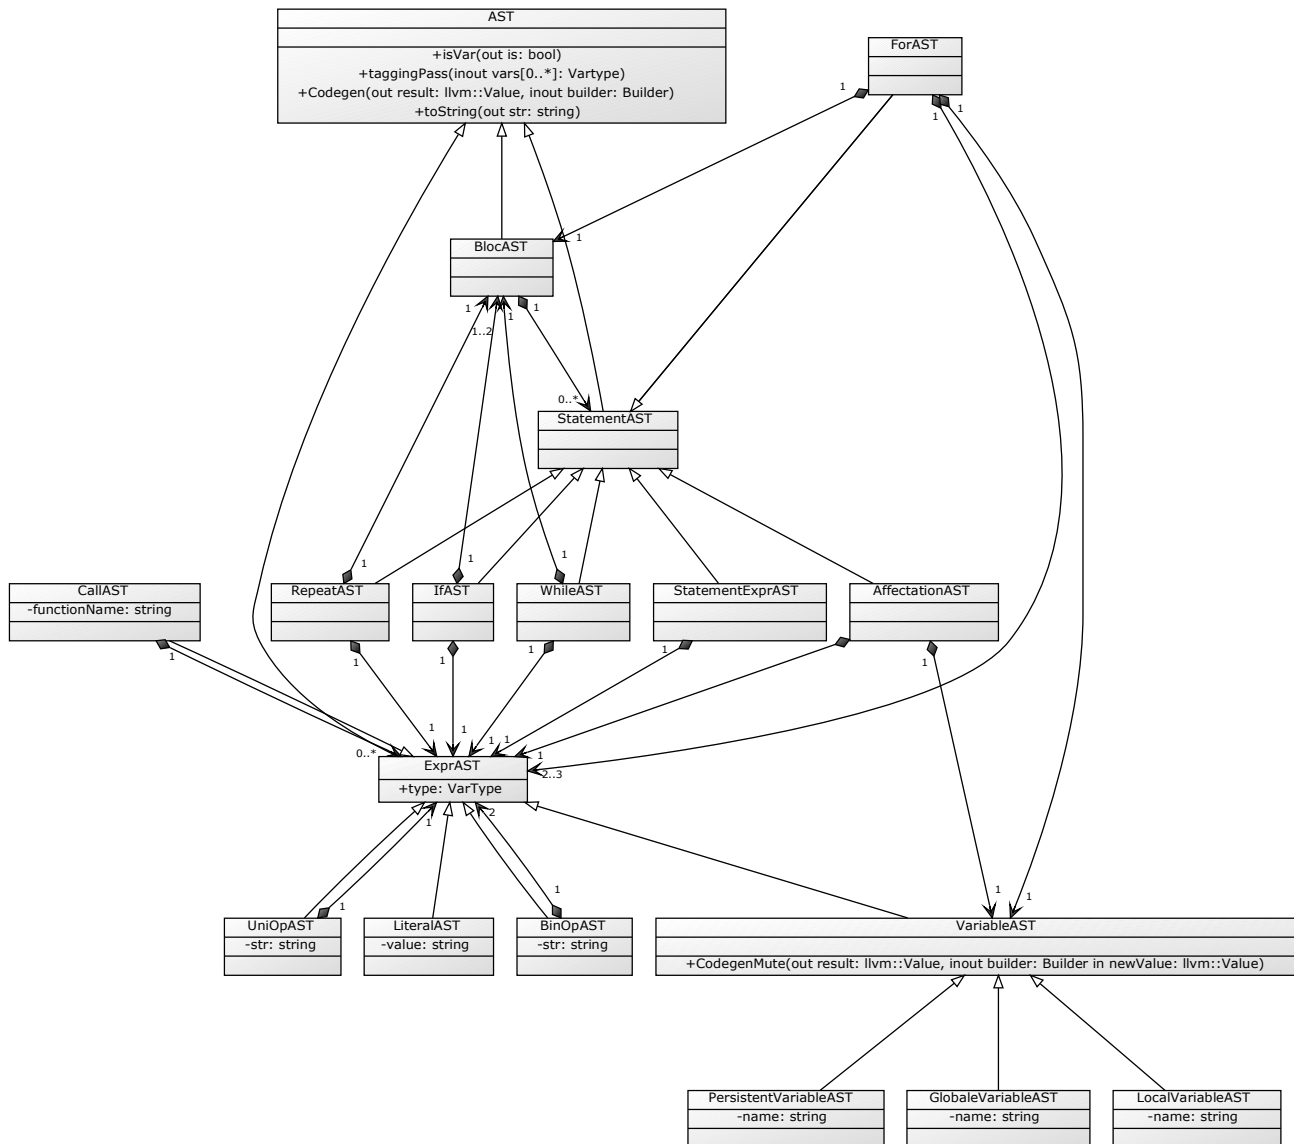 AST
+isVar(out is: bool)
+taggingPass(inout vars[0..*]: Vartype)
+Codegen(out result: llvm::Value, inout builder: Builder)
+toString(out str: string)
ForAST
1
1
1
BlocAST
1
1
1
1
1..2
0..*
StatementAST
1
1
1
CallAST
-functionName: string
RepeatAST
IfAST
WhileAST
StatementExprAST
AffectationAST
1
1
1
1
1
1
1
1
1
1
1
0..*
ExprAST
+type: VarType
2..3
1
2
1
1
1
1
UniOpAST
-str: string
LiteralAST
-value: string
BinOpAST
-str: string
VariableAST
+CodegenMute(out result: llvm::Value, inout builder: Builder in newValue: llvm::Value)
PersistentVariableAST
-name: string
GlobaleVariableAST
-name: string
LocalVariableAST
-name: string